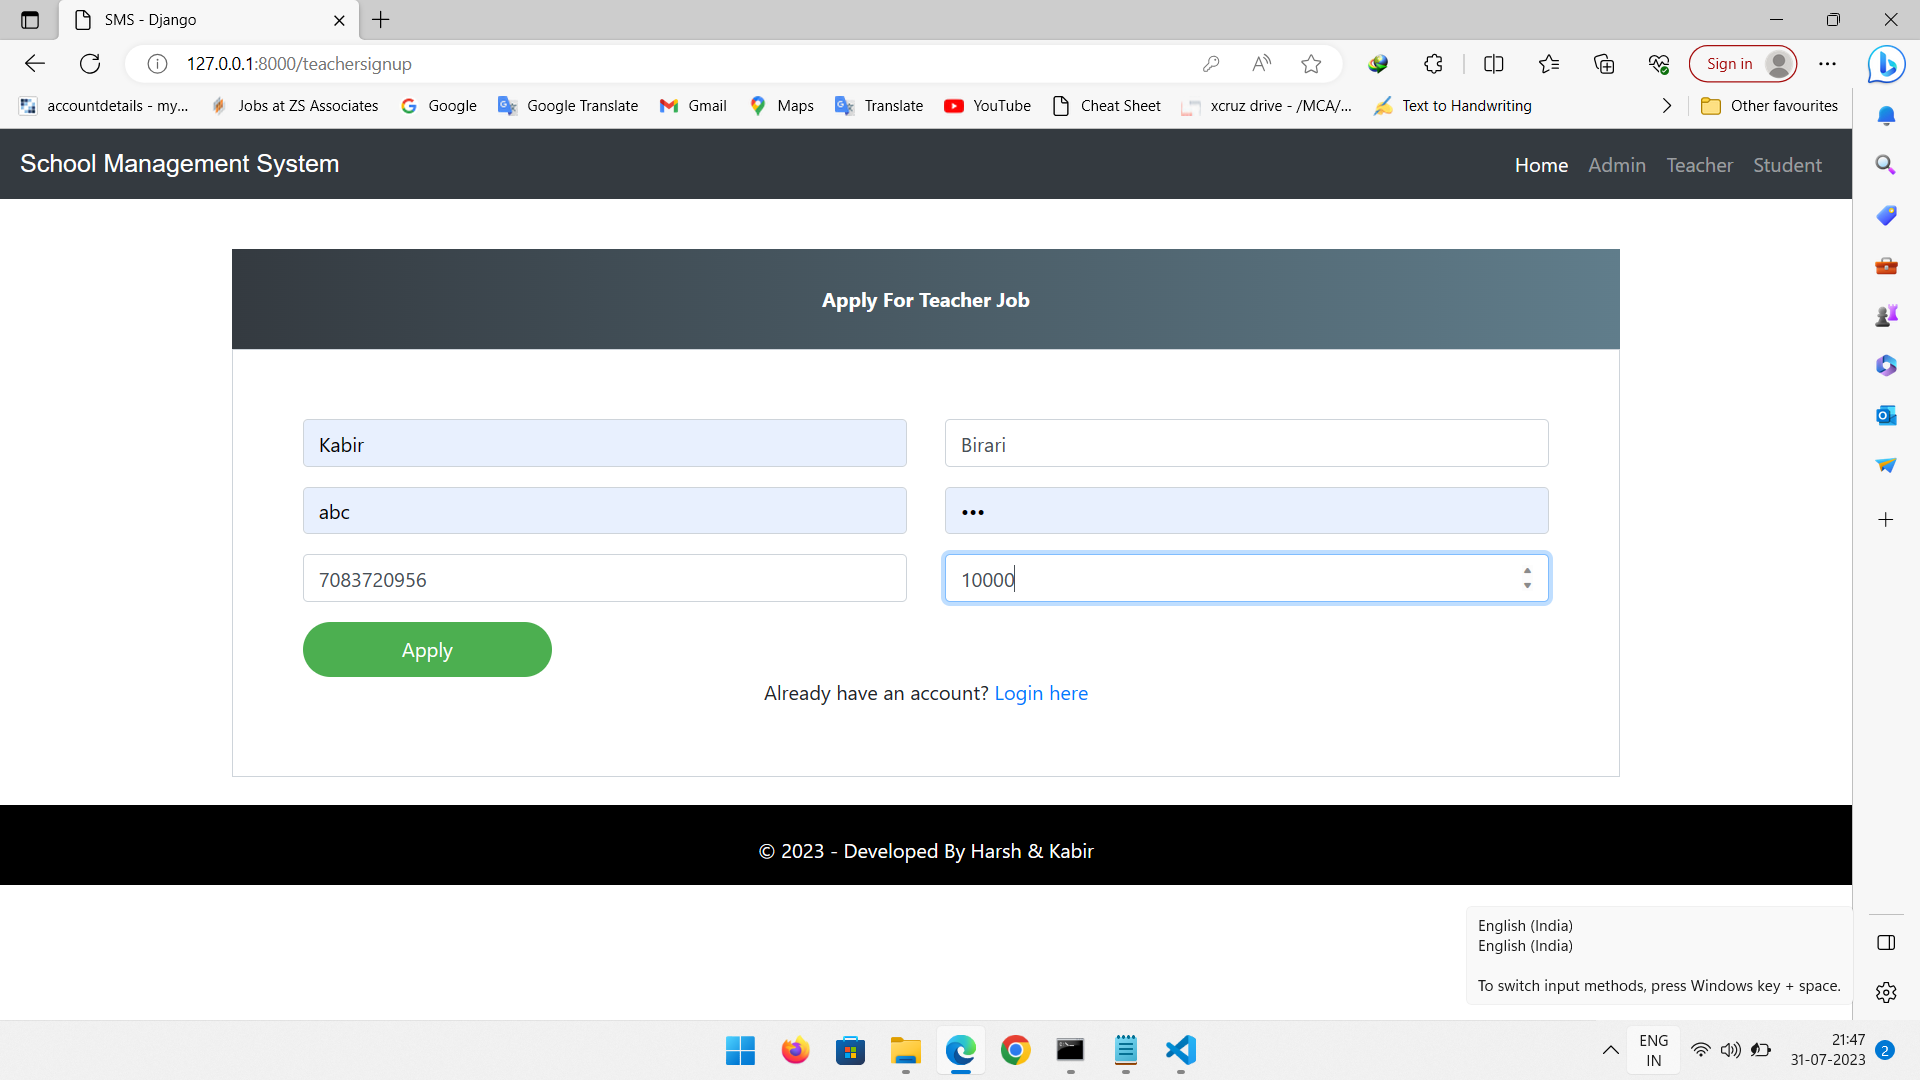 SMS - Django
127.0.0.1:8000/teachersignup
Sign in
accountdetails - my...
Jobs at ZS Associates
Google
Google Translate
Gmail
Maps
Translate
YouTube
Cheat Sheet
xcruz drive - /MCA/...
Text to Handwriting
Other favourites
School Management System
Home Admin Teacher Student
Apply For Teacher Job
Kabir
Birari
abc
•••
7083720956
10000
Apply
Already have an account? Login here
© 2023 - Developed By Harsh & Kabir
English (India)
English (India)
To switch input methods, press Windows key + space.
ENG
IN
21:47
31-07-2023
2